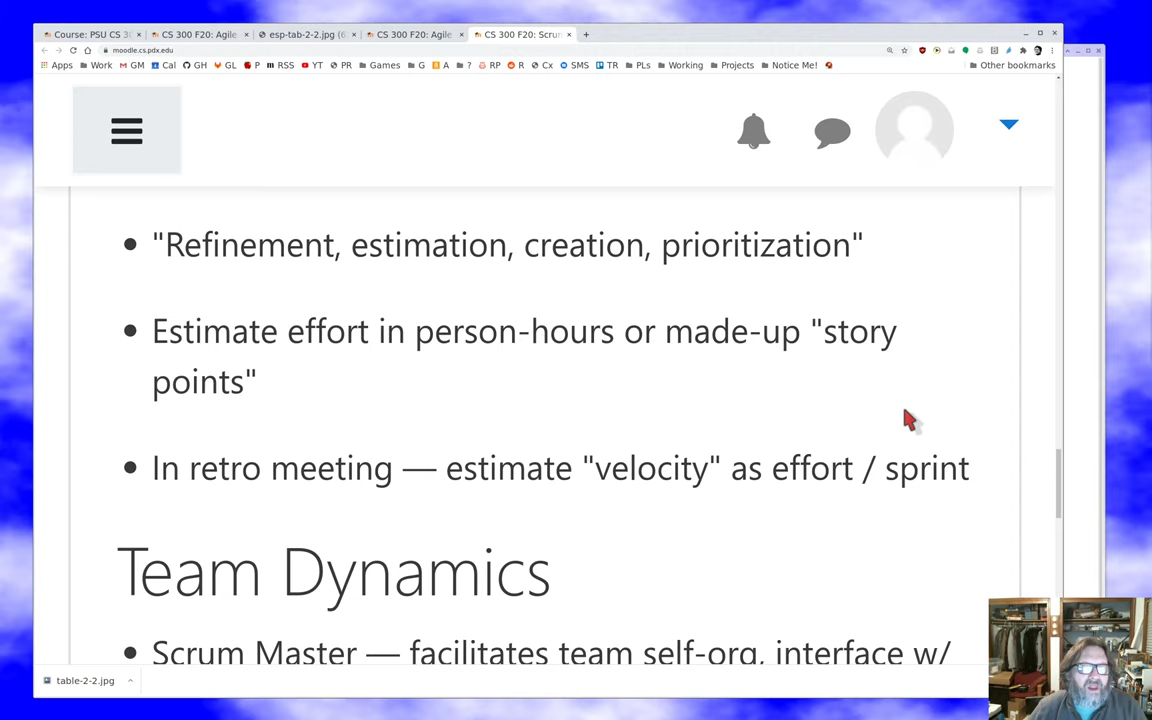 Course: PSU CS 30
CS 300 F20: Agile
esp-tab-2-2.jpg (6
CS 300 F20: Agile
CS 300 F20: Scrum
moodle.cs.pdx.edu
Apps Work GM Cal GH GL P RSS YT PR Games G A ? RP R Cx SMS TR PLs Working Projects Notice Me! Other bookmarks
"Refinement, estimation, creation, prioritization"
Estimate effort in person-hours or made-up "story
points"
In retro meeting — estimate "velocity" as effort / sprint
Team Dynamics
Scrum Master — facilitates team self-org, interface w/
table-2-2.jpg